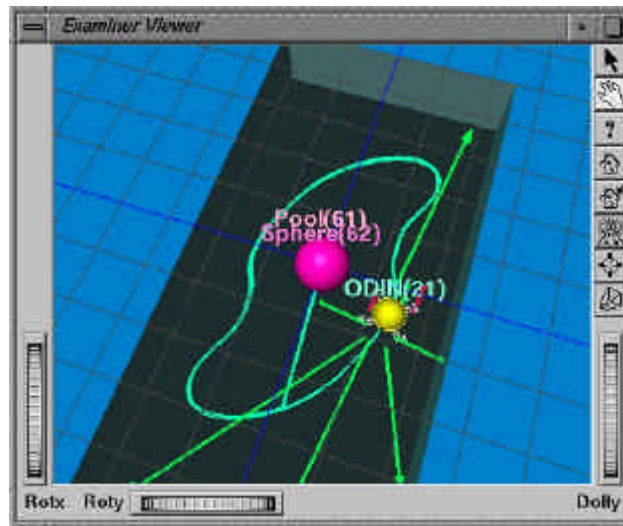 Examiner Viewer
?
Pool(61)
Sphere(62)
ODIN(21)
Rotx Roty Dolly